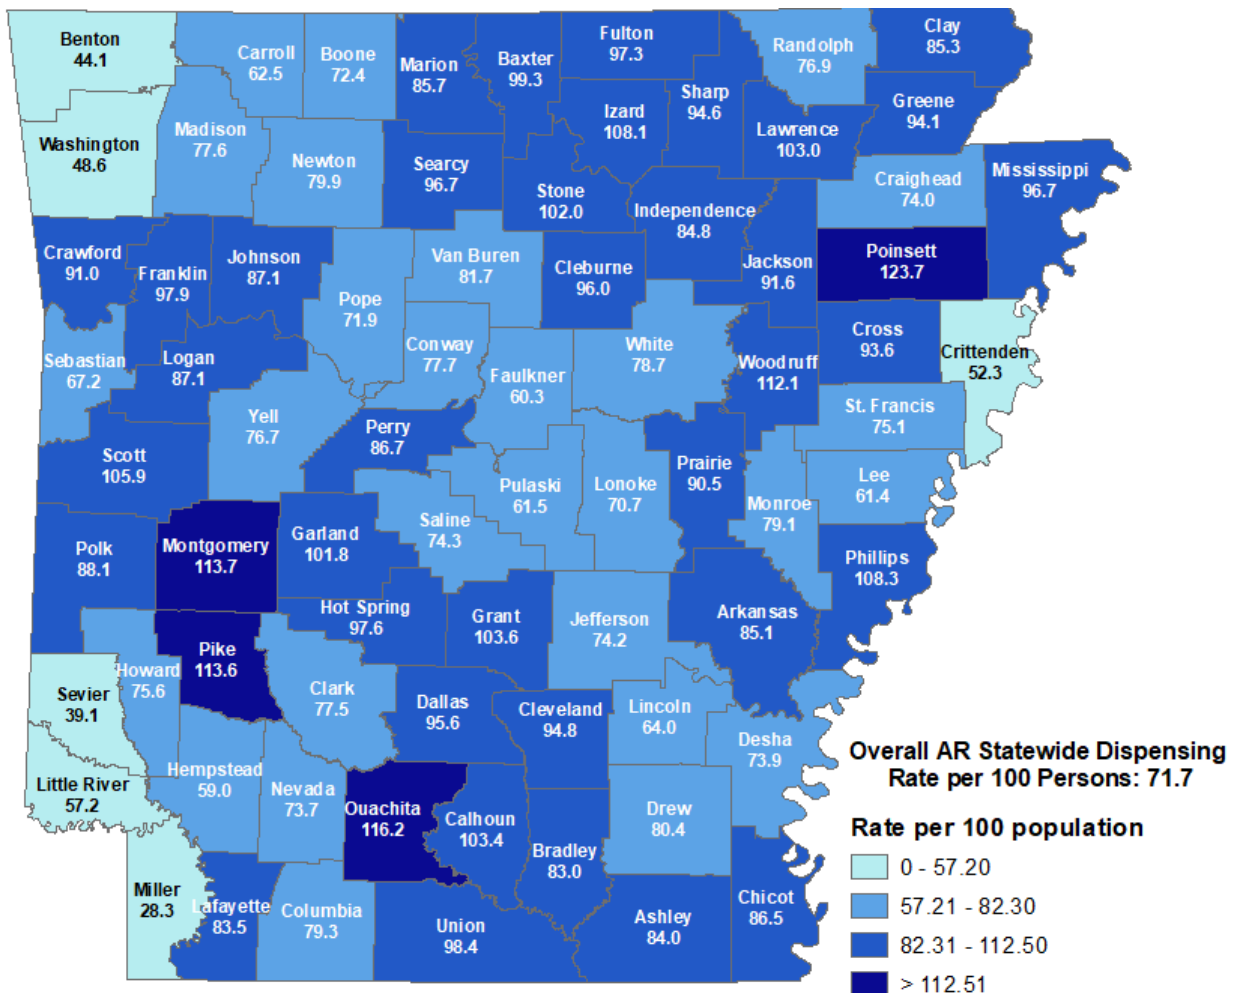 Benton
44.1
Carroll
62.5
Boone
72.4
Marion
85.7
Baxter
99.3
Fulton
97.3
Sharp
94.6
Randolph
76.9
Clay
85.3
Greene
94.1
Izard
108.1
Lawrence
103.0
Washington
48.6
Madison
77.6
Newton
79.9
Searcy
96.7
Stone
102.0
Independence
84.8
Craighead
74.0
Mississippi
96.7
Crawford
91.0
Franklin
97.9
Johnson
87.1
Pope
71.9
Van Buren
81.7
Cleburne
96.0
Jackson
91.6
Poinsett
123.7
Sebastian
67.2
Logan
87.1
Conway
77.7
Faulkner
60.3
White
78.7
Woodruff
112.1
Cross
93.6
Crittenden
52.3
Scott
105.9
Yell
76.7
Perry
86.7
Pulaski
61.5
Lonoke
70.7
Prairie
90.5
Monroe
79.1
St. Francis
75.1
Lee
61.4
Polk
88.1
Montgomery
113.7
Garland
101.8
Saline
74.3
Phillips
108.3
Hot Spring
97.6
Grant
103.6
Jefferson
74.2
Arkansas
85.1
Sevier
39.1
Howard
75.6
Pike
113.6
Clark
77.5
Dallas
95.6
Cleveland
94.8
Lincoln
64.0
Desha
73.9
Little River
57.2
Hempstead
59.0
Nevada
73.7
Ouachita
116.2
Calhoun
103.4
Bradley
83.0
Drew
80.4
Miller
28.3
Lafayette
83.5
Columbia
79.3
Union
98.4
Ashley
84.0
Chicot
86.5
Overall AR Statewide Dispensing
Rate per 100 Persons: 71.7
Rate per 100 population
0 - 57.20
57.21 - 82.30
82.31 - 112.50
> 112.51